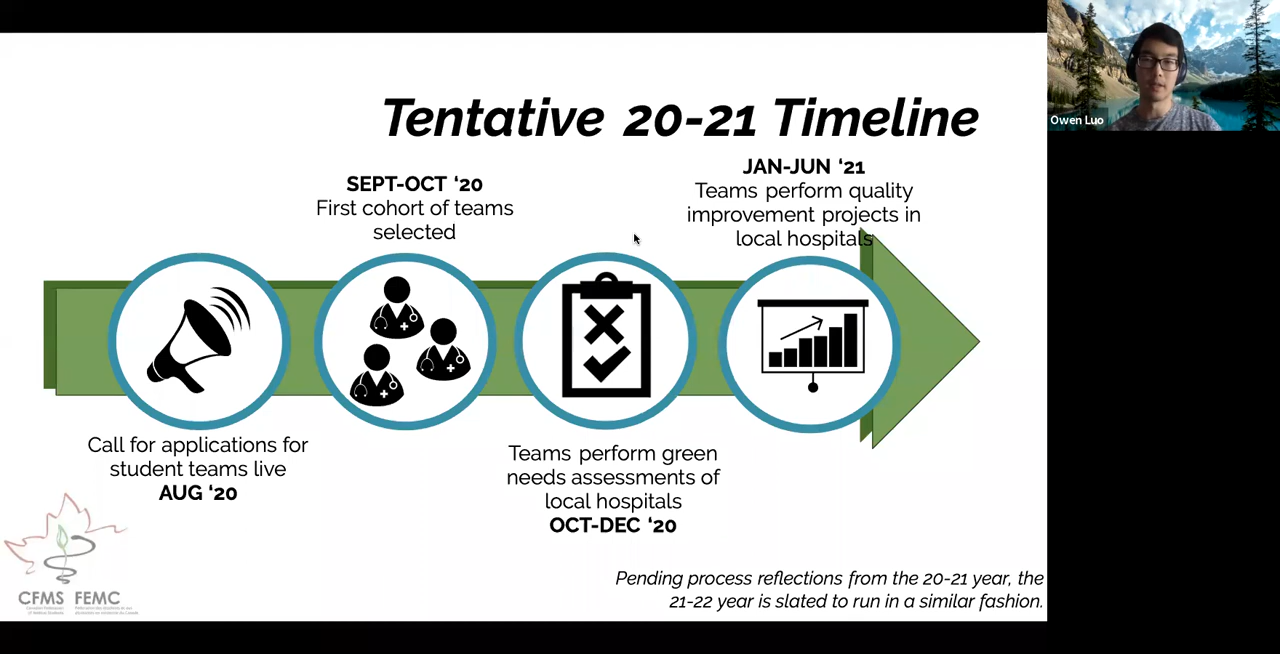 Tentative 20-21 Timeline
Owen Luo
SEPT-OCT ‘20
First cohort of teams
selected
JAN-JUN ‘21
Teams perform quality
improvement projects in
local hospitals
Call for applications for
student teams live
AUG ‘20
Teams perform green
needs assessments of
local hospitals
OCT-DEC ‘20
CFMS FEMC
Pending process reflections from the 20-21 year, the
21-22 year is slated to run in a similar fashion.